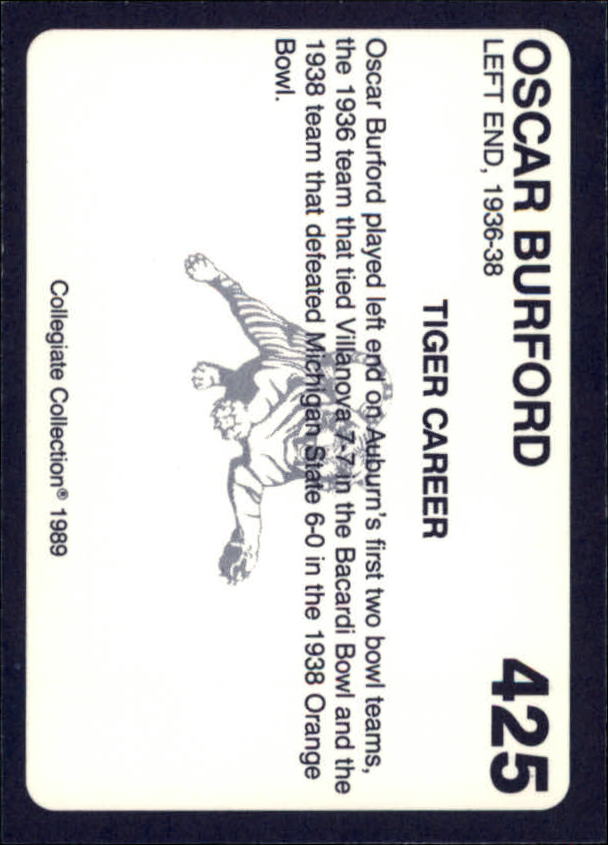 OSCAR BURFORD 425
LEFT END, 1936-38
TIGER CAREER
Oscar Burford played left end on Auburn's first two bowl teams,
the 1936 team that tied Villanova 7-7 in the Bacardi Bowl and the
1938 team that defeated Michigan State 6-0 in the 1938 Orange
Bowl.
Collegiate Collection® 1989